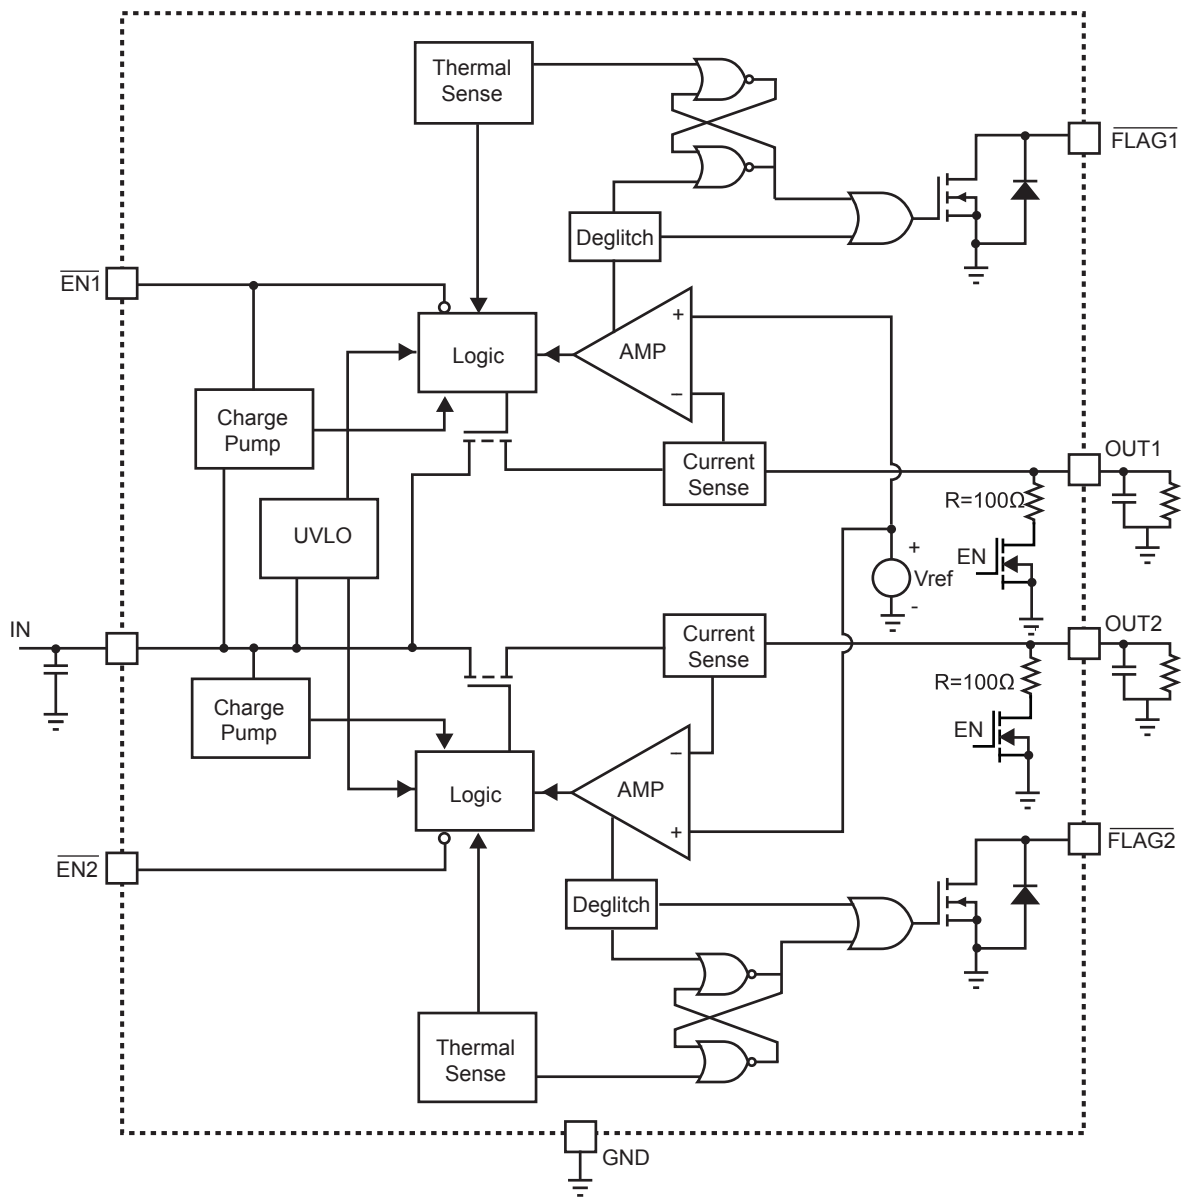 Thermal
Sense
FLAG1
Deglitch
EN1
+
AMP
Logic
−
Charge
Pump
OUT1
Current
Sense
R=100Ω
UVLO
+
EN
Vref
-
IN
OUT2
Current
Sense
R=100Ω
Charge
Pump
EN
−
AMP
Logic
+
FLAG2
EN2
Deglitch
Thermal
Sense
GND